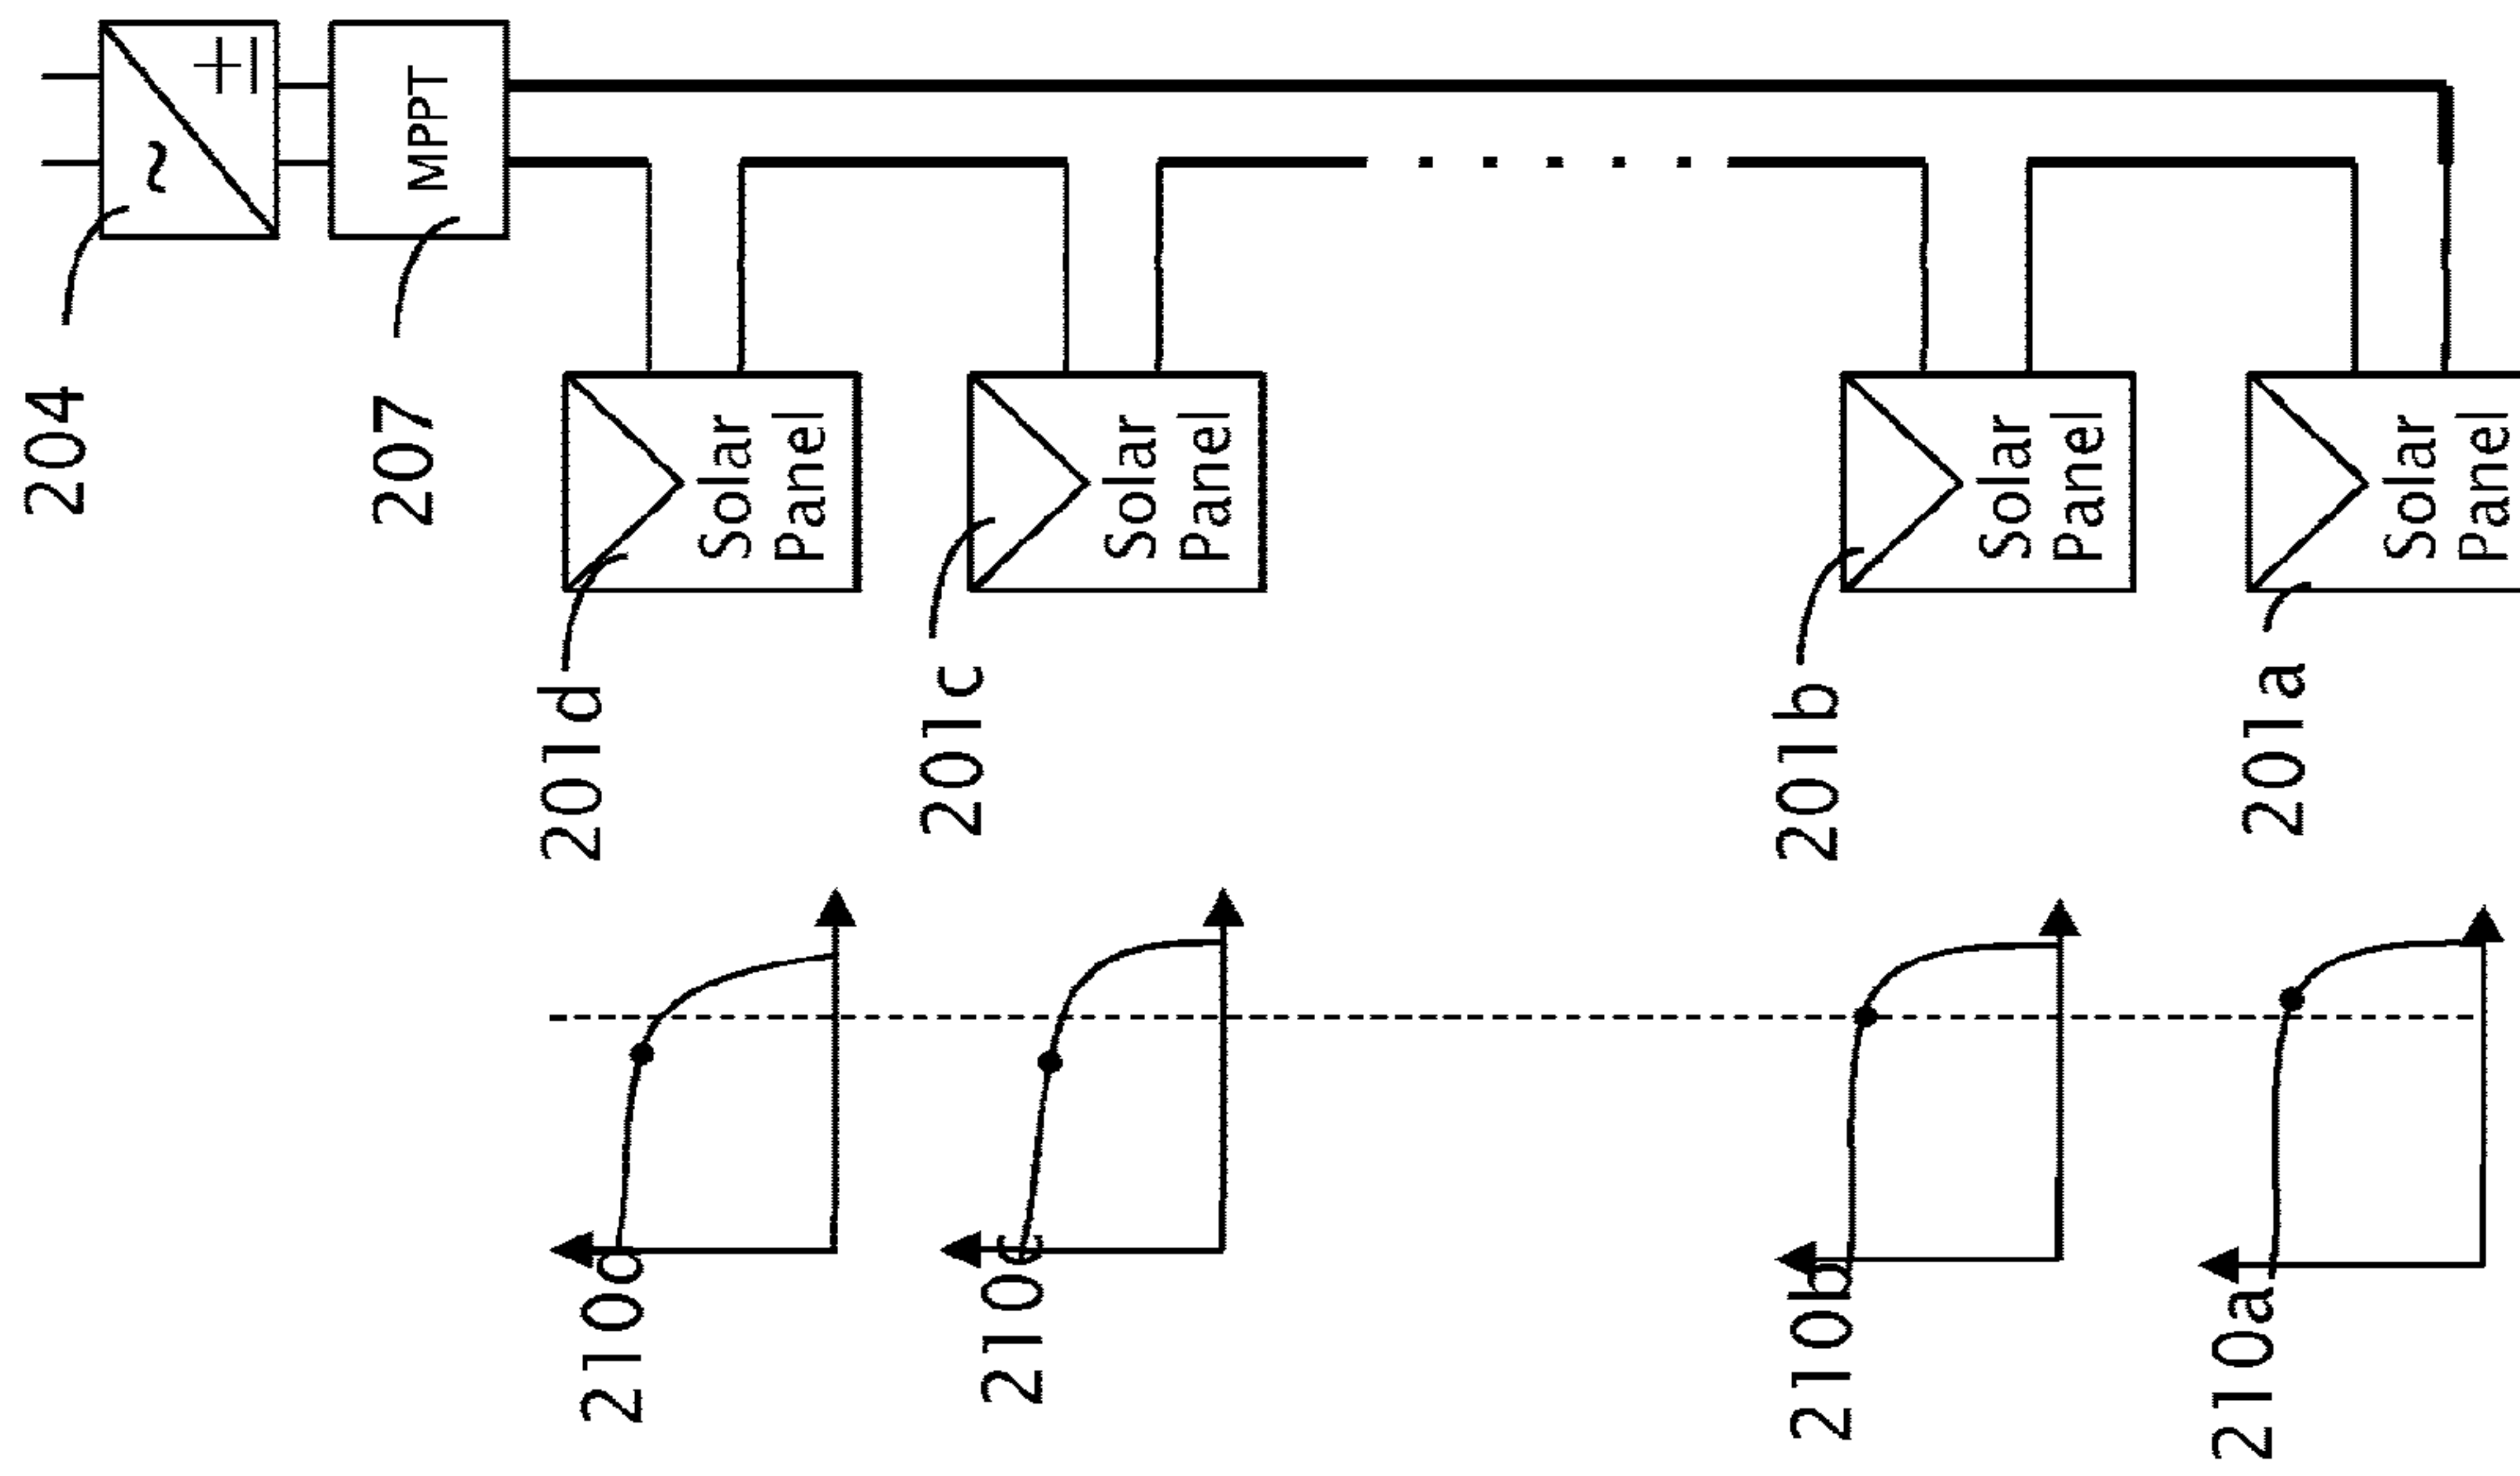 204
~
207
MPPT
201d
210d
Solar
Panel
201c
210c
Solar
Panel
201b
210b
Solar
Panel
201a
210a
Solar
Panel